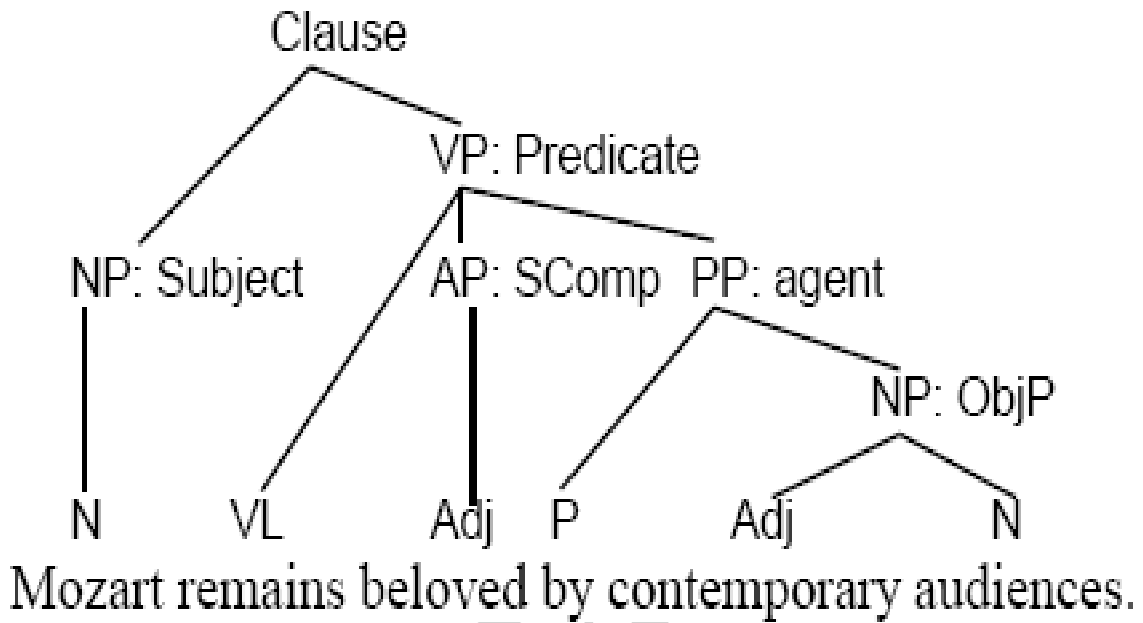 Clause
VP: Predicate
NP: Subject AP: SComp PP: agent
NP: ObjP
N VL Adj P Adj N
Mozart remains beloved by contemporary audiences.